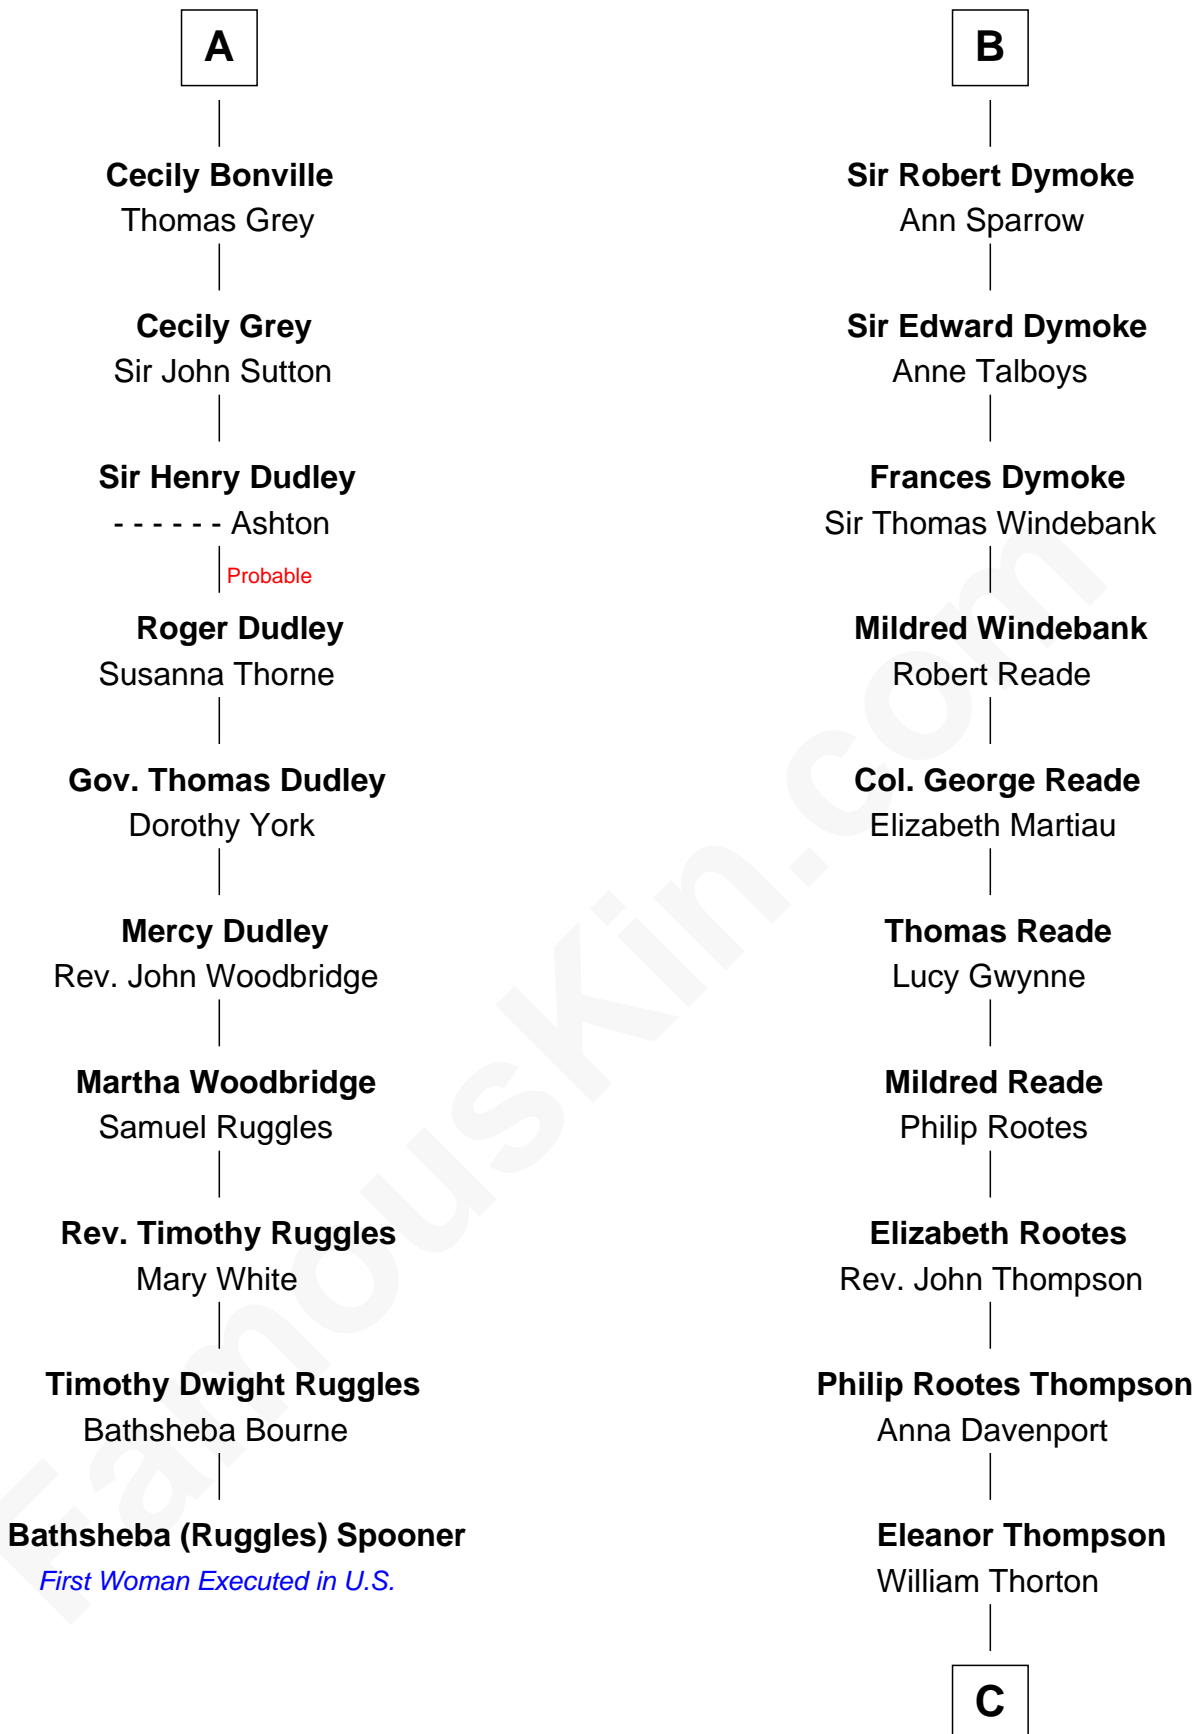 A
Cecily Bonville
Thomas Grey
Cecily Grey
Sir John Sutton
Sir Henry Dudley
- - - - - - Ashton
Probable
Roger Dudley
Susanna Thorne
Gov. Thomas Dudley
Dorothy York
Mercy Dudley
Rev. John Woodbridge
Martha Woodbridge
Samuel Ruggles
Rev. Timothy Ruggles
Mary White
Timothy Dwight Ruggles
Bathsheba Bourne
Bathsheba (Ruggles) Spooner
First Woman Executed in U.S.
B
Sir Robert Dymoke
Ann Sparrow
Sir Edward Dymoke
Anne Talboys
Frances Dymoke
Sir Thomas Windebank
Mildred Windebank
Robert Reade
Col. George Reade
Elizabeth Martiau
Thomas Reade
Lucy Gwynne
Mildred Reade
Philip Rootes
Elizabeth Rootes
Rev. John Thompson
Philip Rootes Thompson
Anna Davenport
Eleanor Thompson
William Thorton
C
FamousKin.com